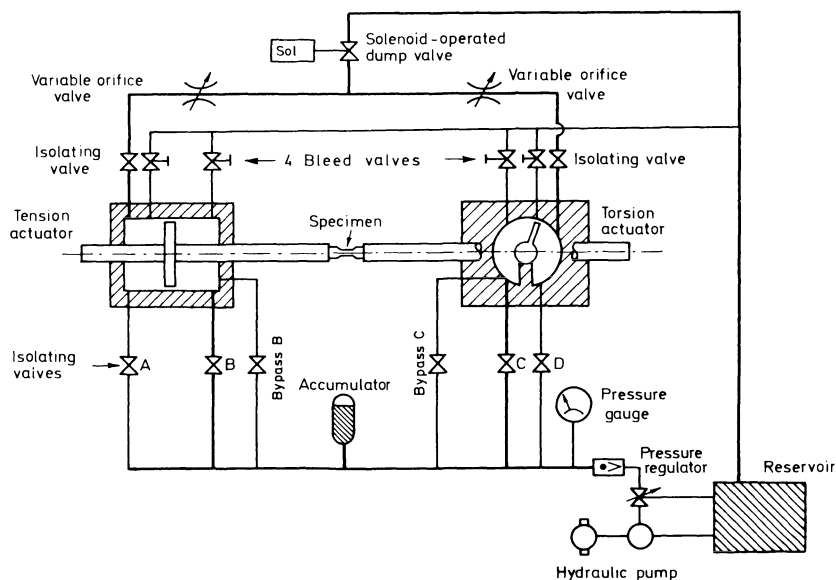 Sol
Solenoid-operated
dump valve
Variable orifice
valve
Variable orifice
valve
Isolating
valve
4 Bleed valves
Isolating valve
Tension
actuator
Specimen
Torsion
actuator
Isolating
valves
A
B
Bypass B
Accumulator
Bypass C
C
D
Pressure
gauge
Pressure
regulator
Reservoir
Hydraulic pump